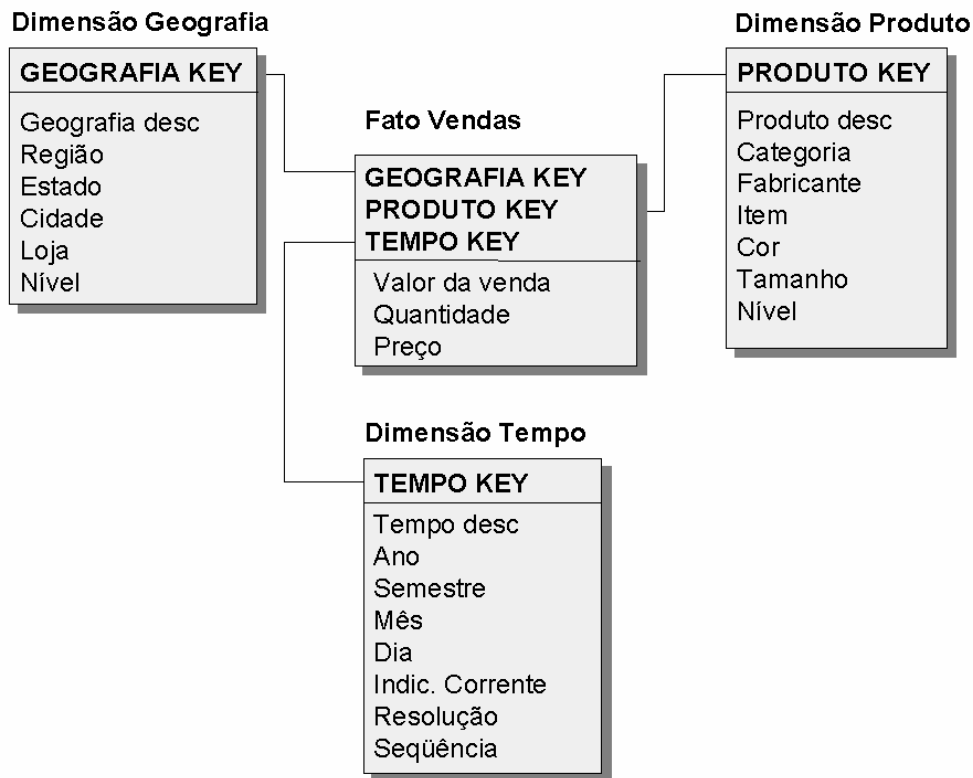 Dimensão Geografia
GEOGRAFIA KEY
Geografia desc
Região
Estado
Cidade
Loja
Nível
Fato Vendas
GEOGRAFIA KEY
PRODUTO KEY
TEMPO KEY
Valor da venda
Quantidade
Preço
Dimensão Produto
PRODUTO KEY
Produto desc
Categoria
Fabricante
Item
Cor
Tamanho
Nível
Dimensão Tempo
TEMPO KEY
Tempo desc
Ano
Semestre
Mês
Dia
Indic. Corrente
Resolução
Seqüência